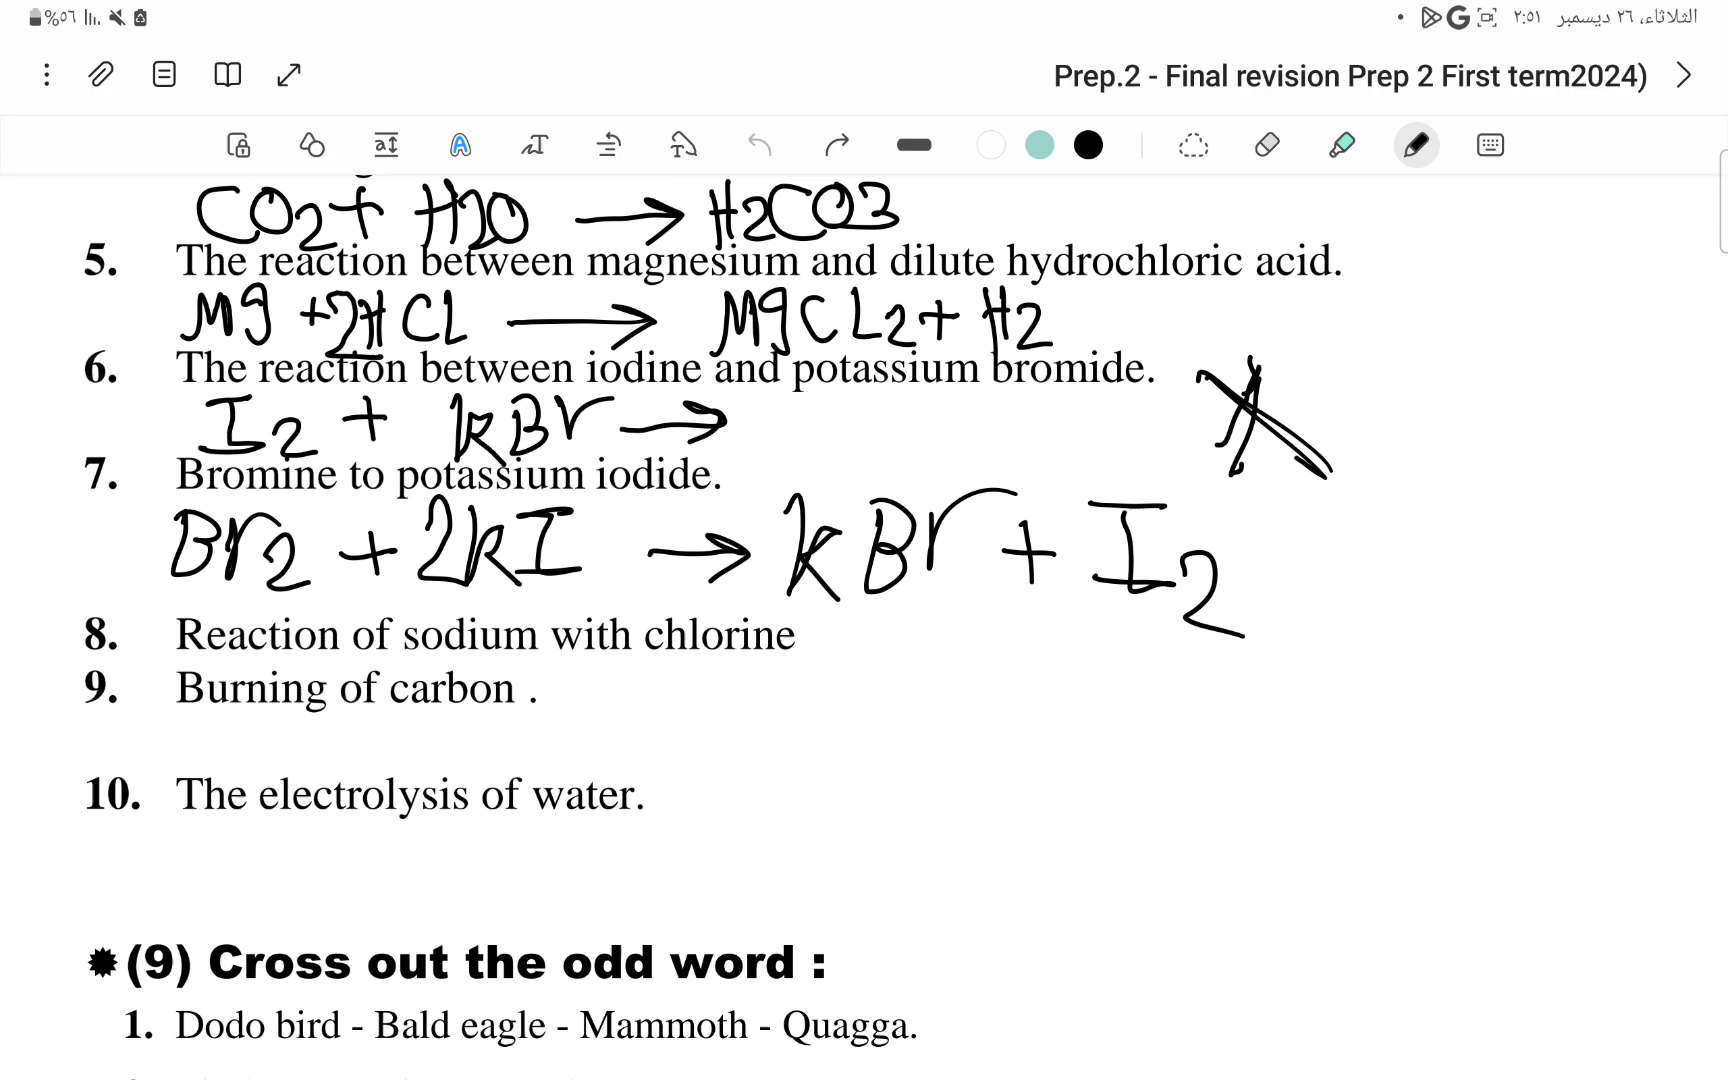 %٥٦ الثلاثاء، ٢٦ ديسمبر ٢:٥١
Prep.2 - Final revision Prep 2 First term2024)
CO2 + H2O → H2CO3
5. The reaction between magnesium and dilute hydrochloric acid.
Mg + 2HCL → MgCL2 + H2
6. The reaction between iodine and potassium bromide.
I2 + KBr →
7. Bromine to potassium iodide.
Br2 + 2KI → KBr + I2
8. Reaction of sodium with chlorine
9. Burning of carbon .
10. The electrolysis of water.
(9) Cross out the odd word :
1. Dodo bird - Bald eagle - Mammoth - Quagga.